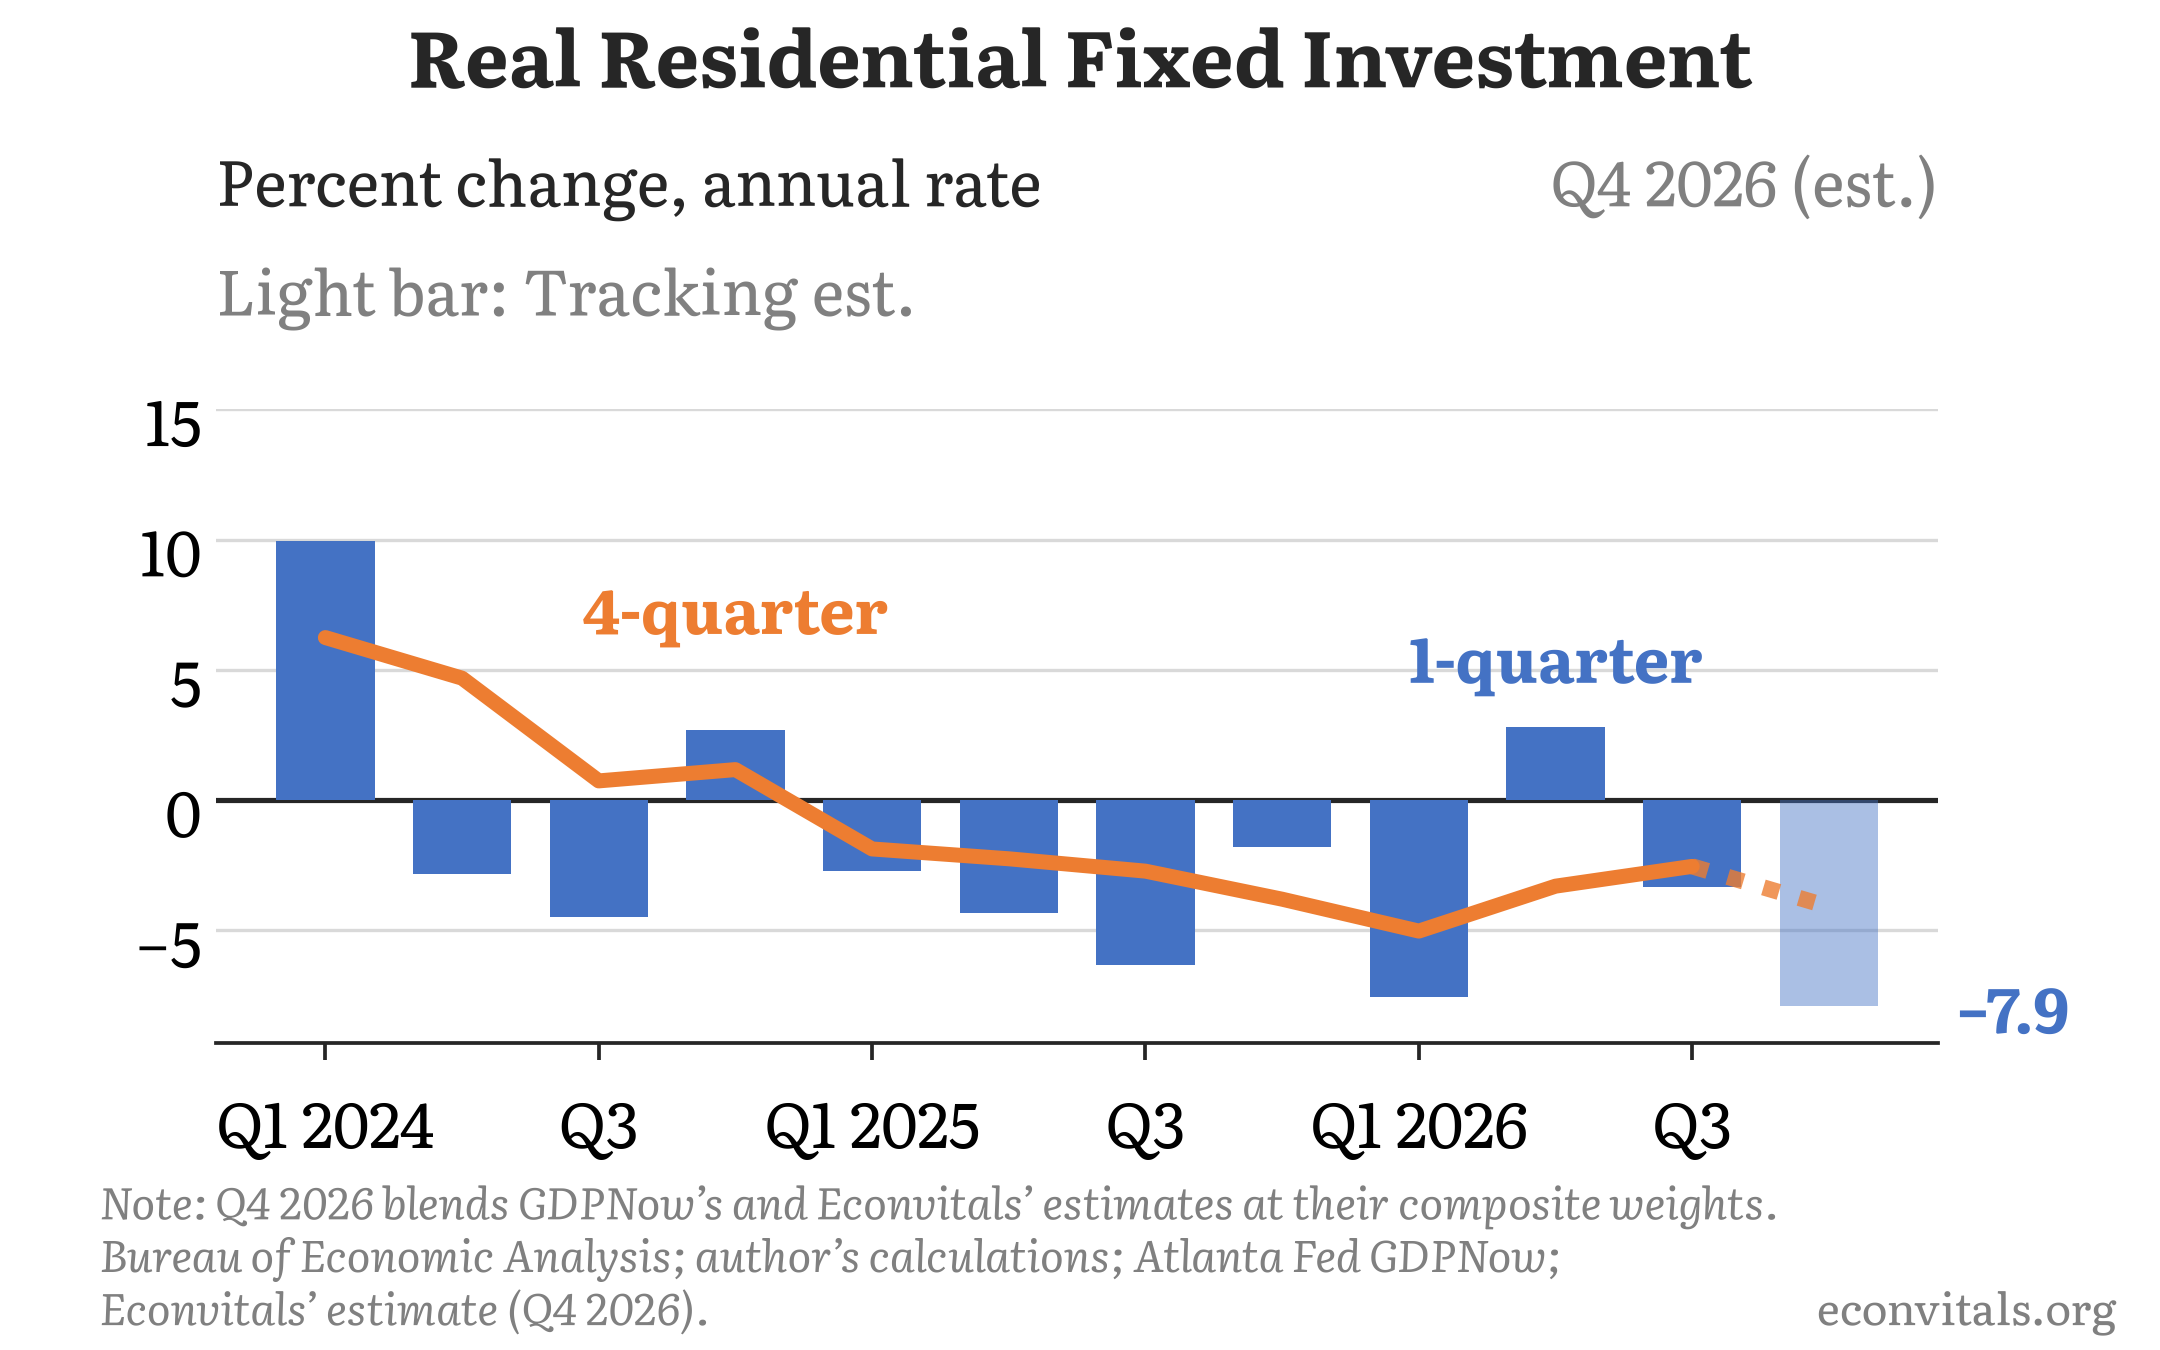 Real Residential Fixed Investment
Percent change, annual rate
Q4 2026 (est.)
Light bar: Tracking est.
15
10
5
0
−5
4-quarter
1-quarter
−7.9
Q1 2024
Q3
Q1 2025
Q3
Q1 2026
Q3
Note: Q4 2026 blends GDPNow’s and Econvitals’ estimates at their composite weights.
Bureau of Economic Analysis; author’s calculations; Atlanta Fed GDPNow;
Econvitals’ estimate (Q4 2026).
econvitals.org